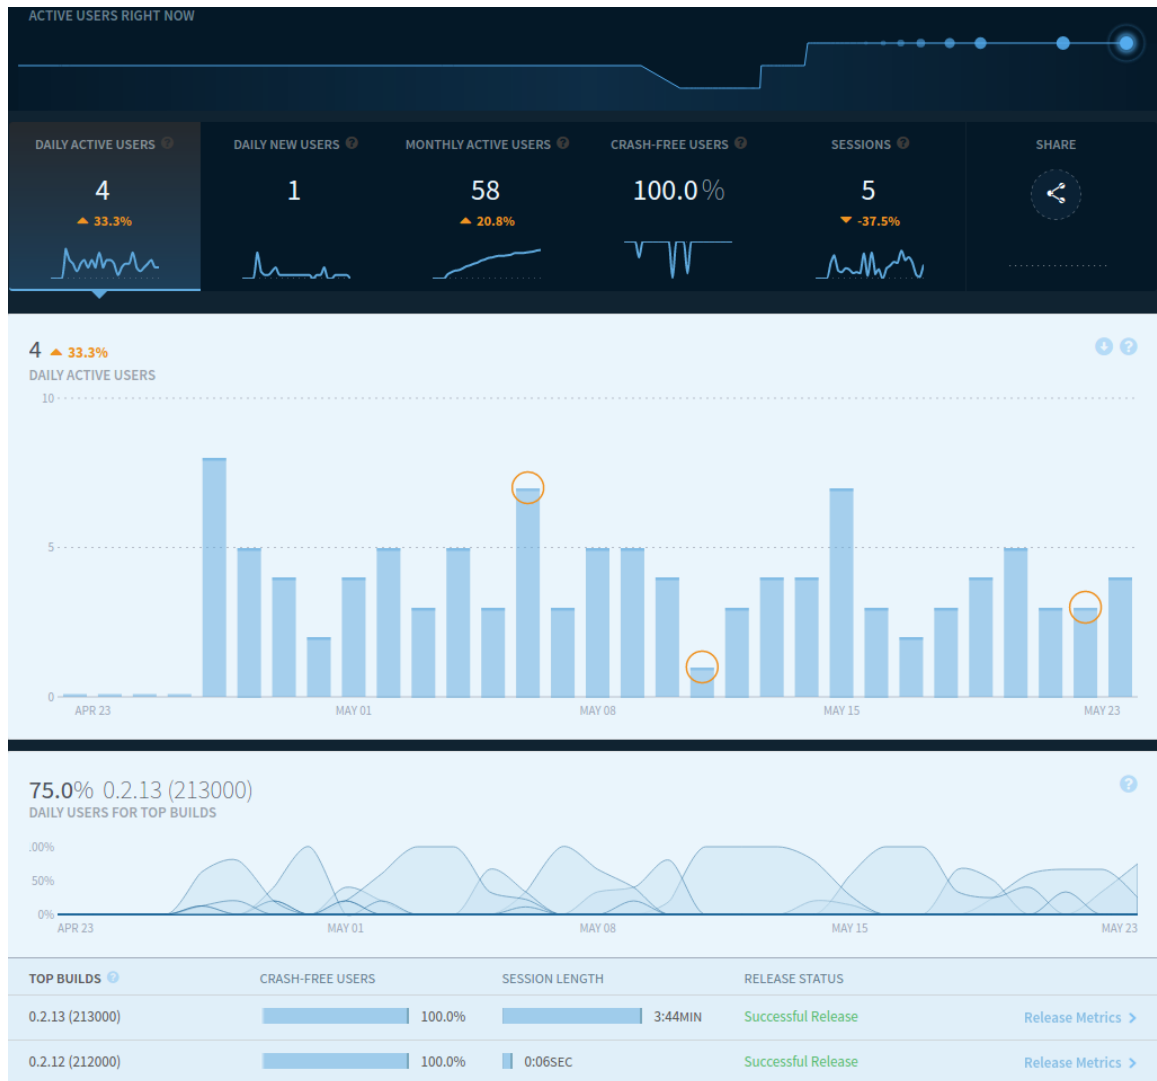 ACTIVE USERS RIGHT NOW
DAILY ACTIVE USERS ? DAILY NEW USERS ? MONTHLY ACTIVE USERS ? CRASH-FREE USERS ? SESSIONS ? SHARE
4 1 58 100.0% 5
33.3% 20.8% -37.5%
4 33.3% ?
DAILY ACTIVE USERS
10
5
0
APR 23 MAY 01 MAY 08 MAY 15 MAY 23
75.0% 0.2.13 (213000) ?
DAILY USERS FOR TOP BUILDS
100%
50%
0%
APR 23 MAY 01 MAY 08 MAY 15 MAY 23
TOP BUILDS ? CRASH-FREE USERS SESSION LENGTH RELEASE STATUS
0.2.13 (213000) 100.0% 3:44MIN Successful Release Release Metrics >
0.2.12 (212000) 100.0% 0:06SEC Successful Release Release Metrics >